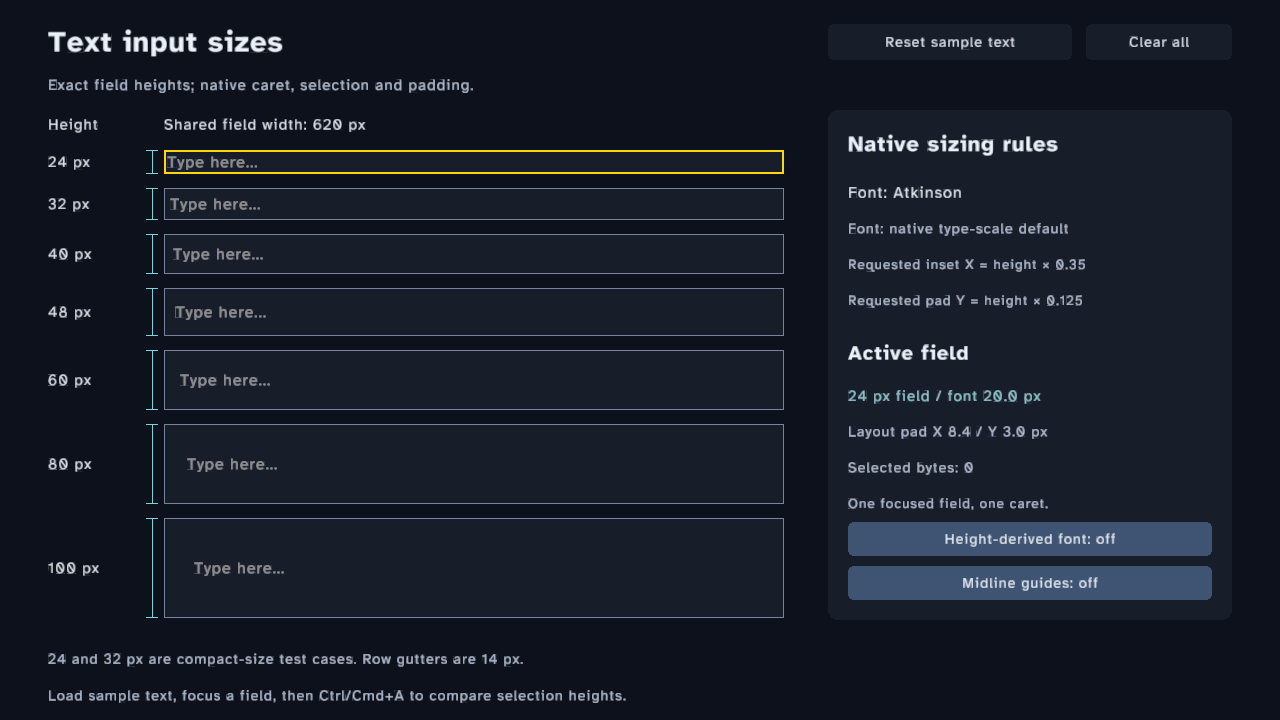 Text input sizes
Reset sample text
Clear all
Exact field heights; native caret, selection and padding.
Height
Shared field width: 620 px
24 px
Type here...
32 px
Type here...
40 px
Type here...
48 px
Type here...
60 px
Type here...
80 px
Type here...
100 px
Type here...
Native sizing rules
Font: Atkinson
Font: native type-scale default
Requested inset X = height × 0.35
Requested pad Y = height × 0.125
Active field
24 px field / font 20.0 px
Layout pad X 8.4 / Y 3.0 px
Selected bytes: 0
One focused field, one caret.
Height-derived font: off
Midline guides: off
24 and 32 px are compact-size test cases. Row gutters are 14 px.
Load sample text, focus a field, then Ctrl/Cmd+A to compare selection heights.